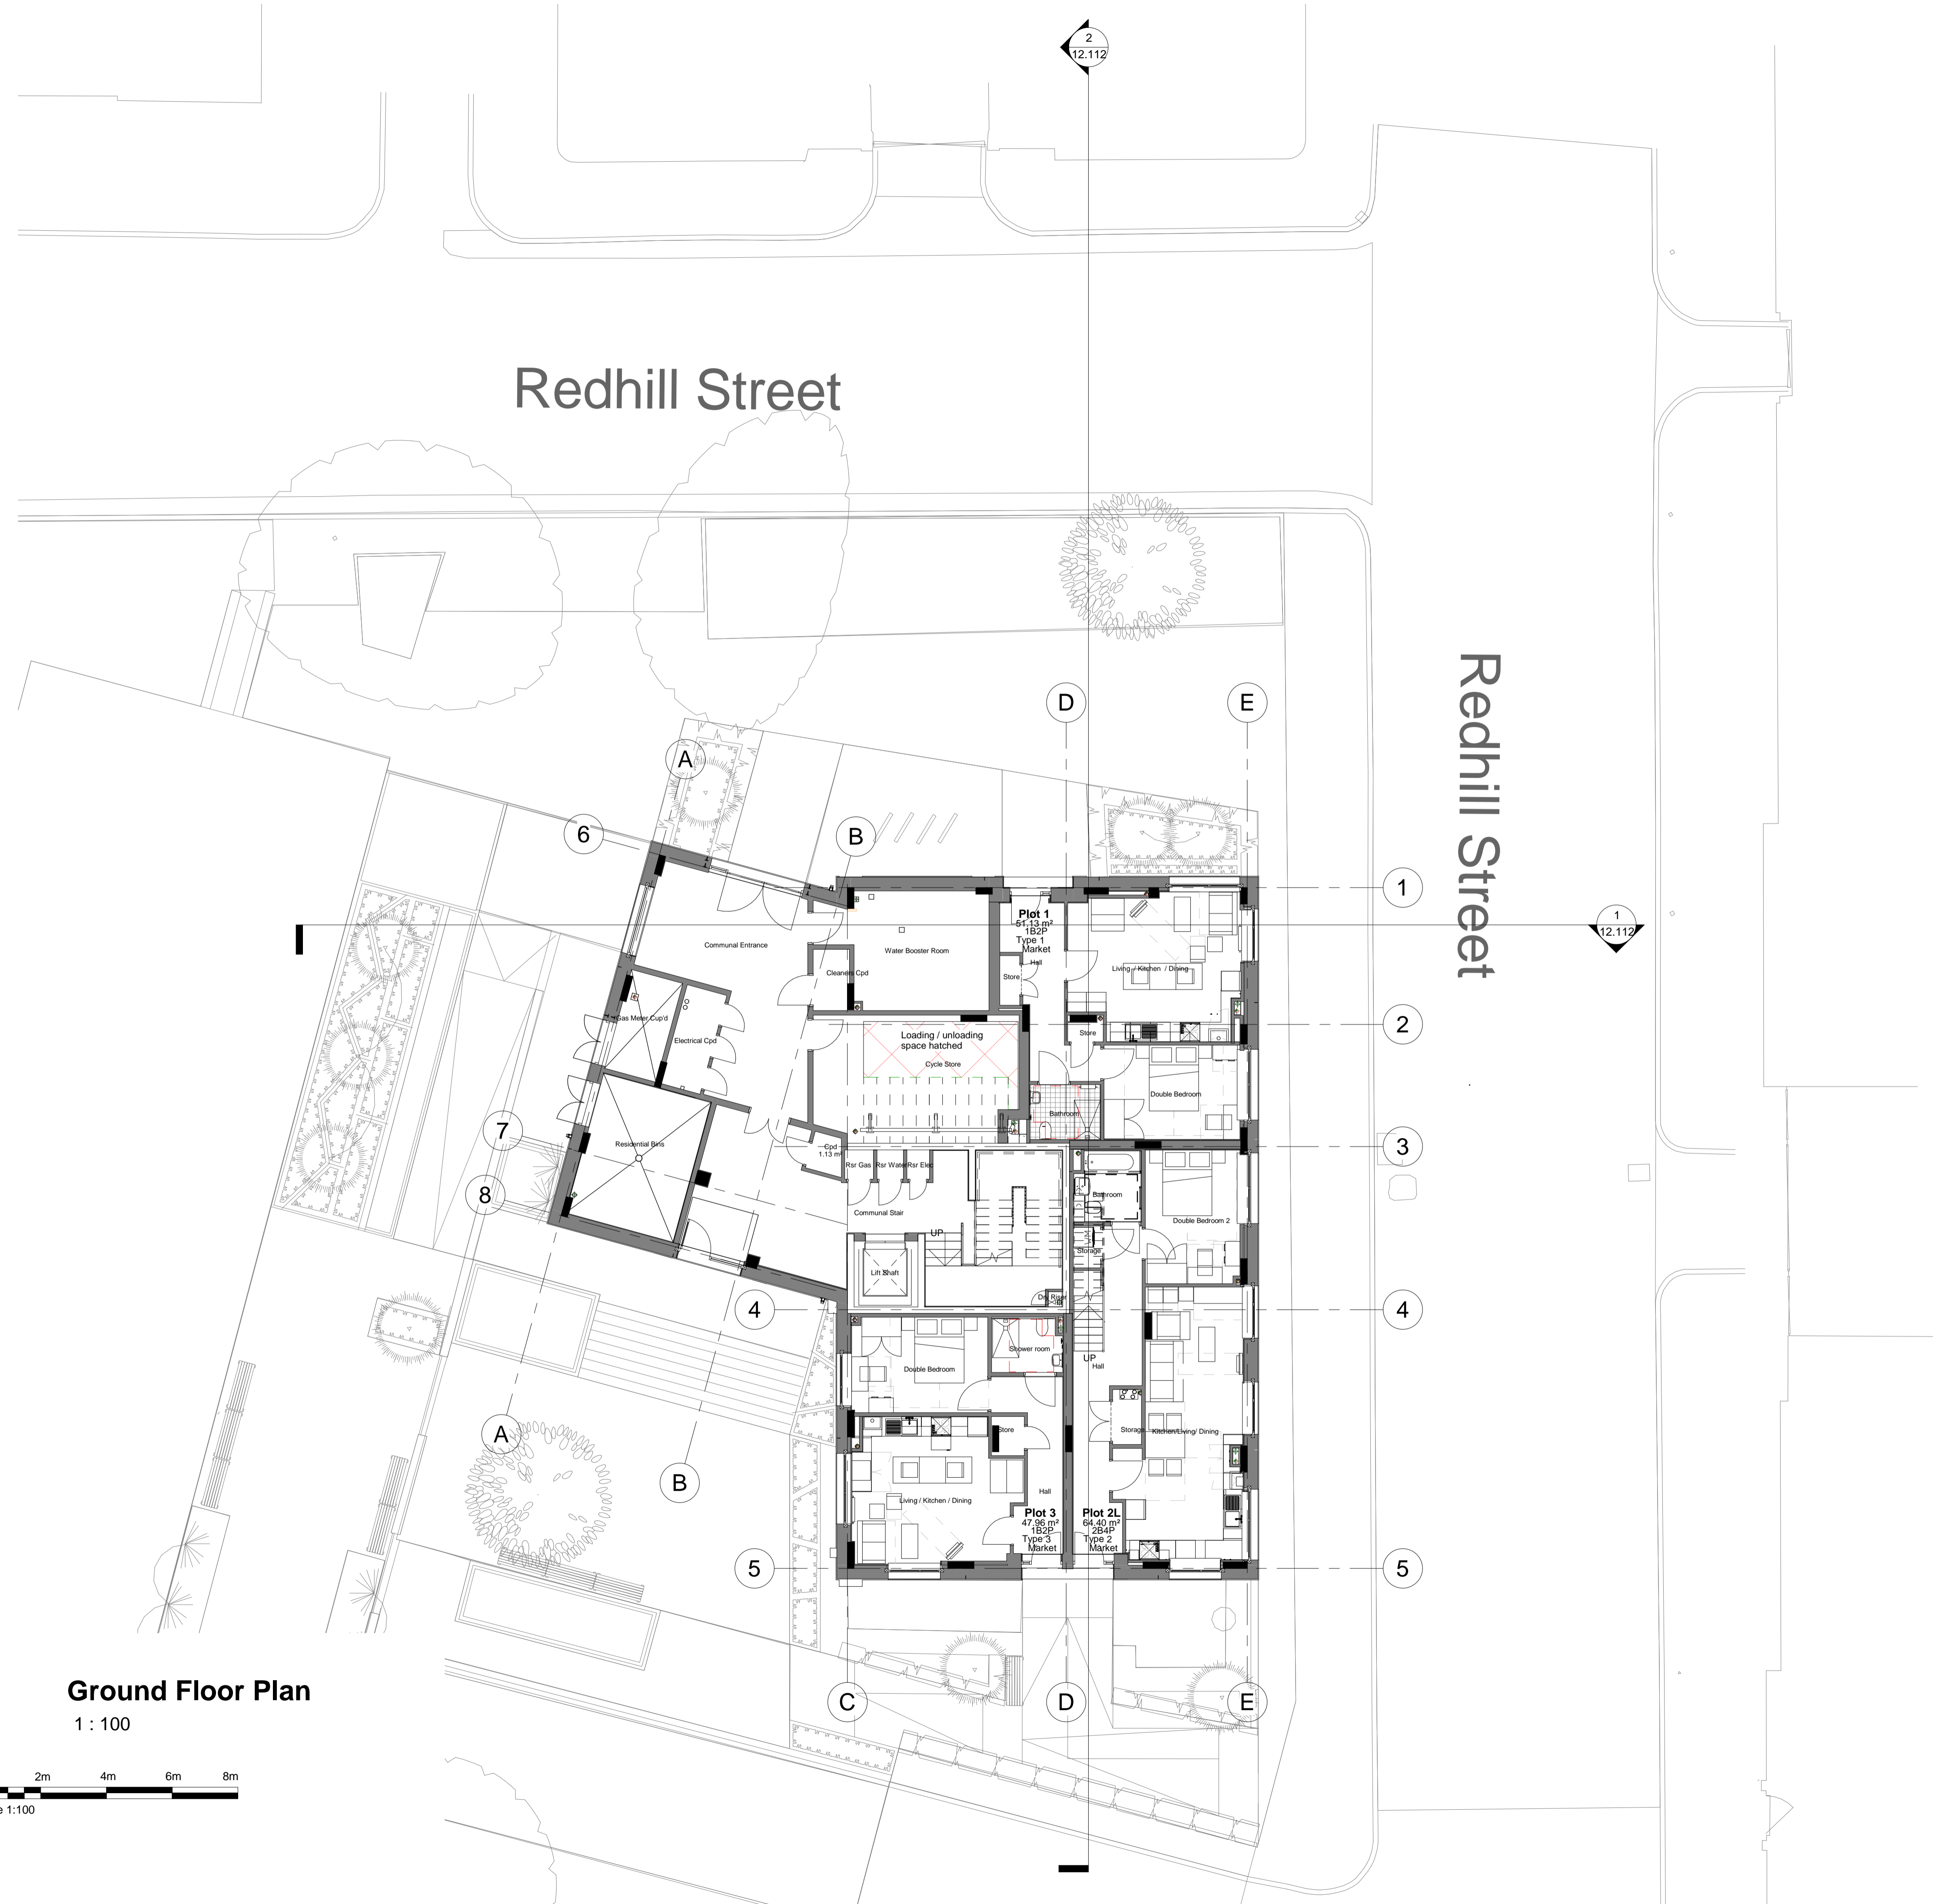 2
12.112
Redhill Street
Redhill Street
D
E
A
6
B
1
1
12.112
Plot 1
51.13 m²
1B2P
Type 1
Market
Hall
Communal Entrance
Water Booster Room
Cleaners Cpd
Store
Living / Kitchen / Dining
2
Gas Meter Cup'd
Electrical Cpd
Loading / unloading
space hatched
Cycle Store
Store
Double Bedroom
Bathroom
7
Residential Bins
Cpd
1.13 m²
3
Rsr Gas
Rsr Water
Rsr Elec
8
Communal Stair
UP
Bathroom
Double Bedroom 2
Storage
Lift Shaft
Dry Riser
4
4
Double Bedroom
Shower room
UP
Hall
A
Store
Storage
Kitchen/Living/ Dining
B
Living / Kitchen / Dining
Hall
Plot 3
47.96 m²
1B2P
Type 3
Market
Plot 2L
64.40 m²
2B4P
Type 2
Market
5
5
C
D
E
Ground Floor Plan
1 : 100
2m
4m
6m
8m
e 1:100